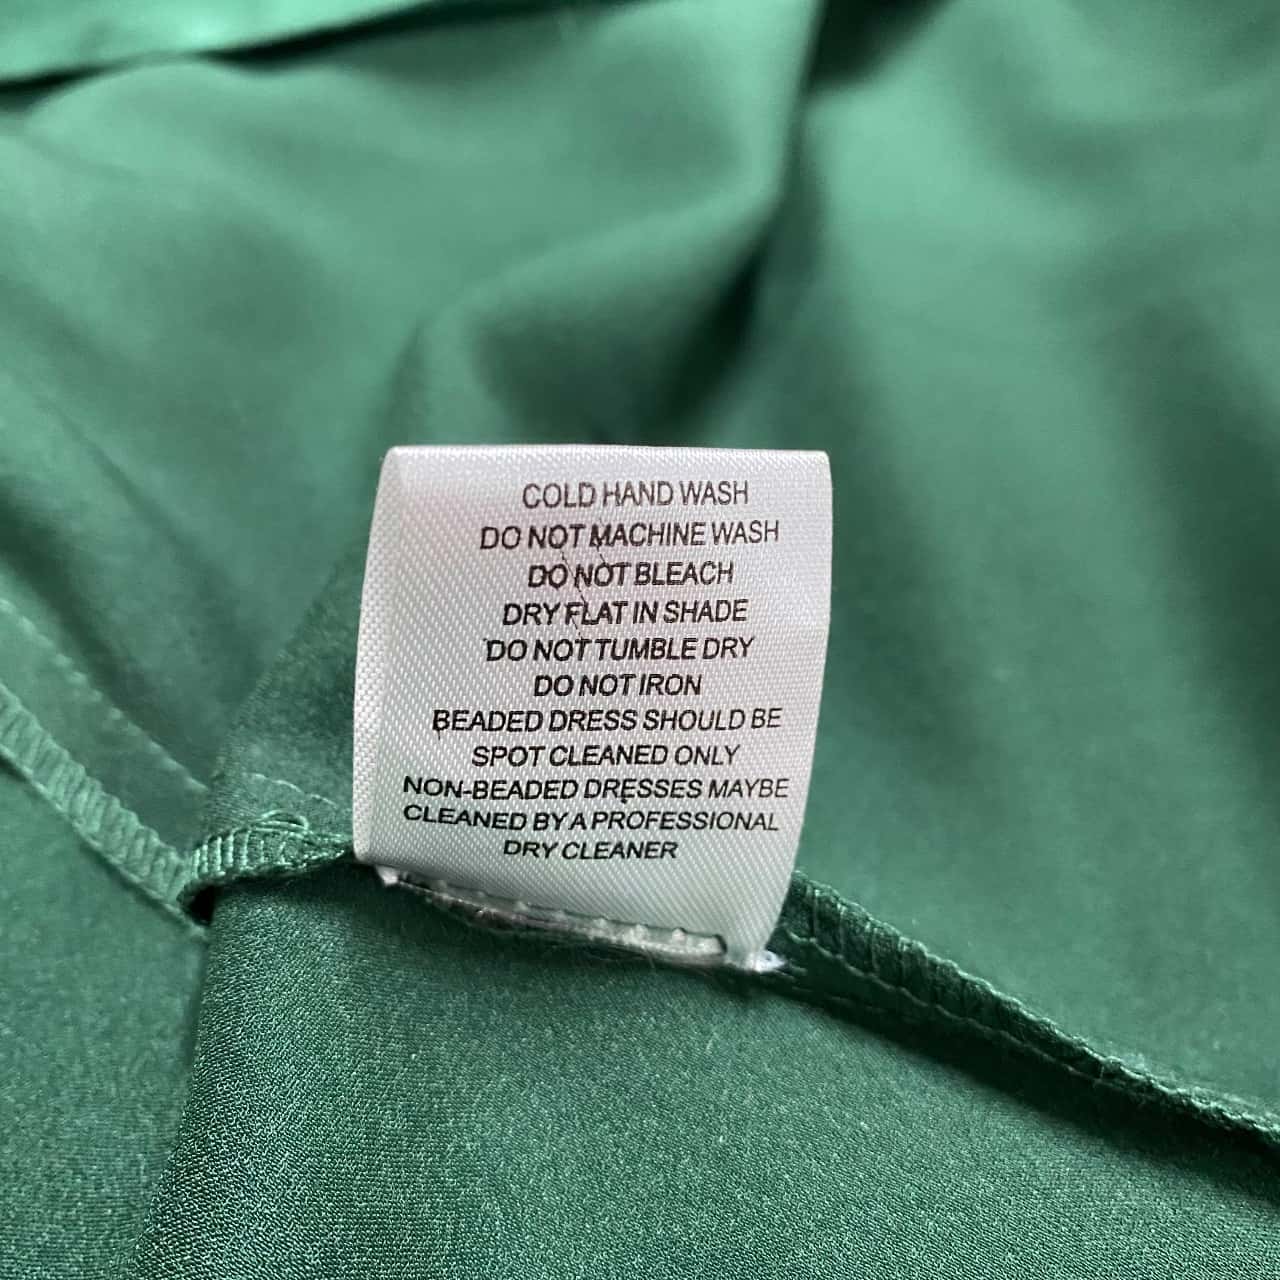 COLD HAND WASH
DO NOT MACHINE WASH
DO NOT BLEACH
DRY FLAT IN SHADE
DO NOT TUMBLE DRY
DO NOT IRON
BEADED DRESS SHOULD BE
SPOT CLEANED ONLY
NON-BEADED DRESSES MAYBE
CLEANED BY A PROFESSIONAL
DRY CLEANER